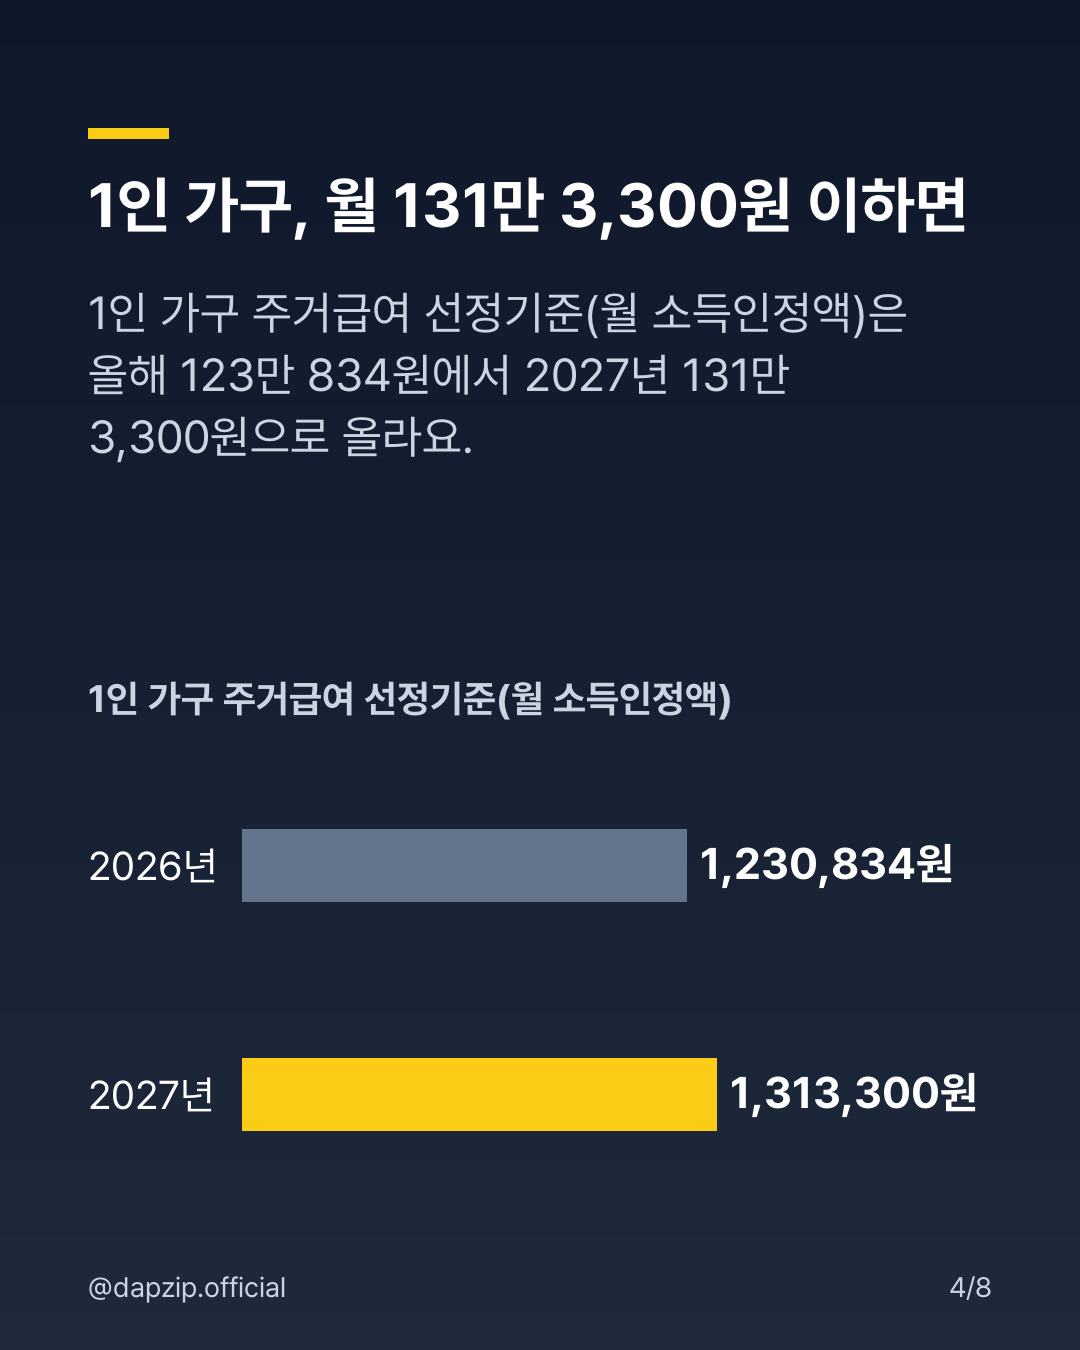 1인 가구, 월 131만 3,300원 이하면
1인 가구 주거급여 선정기준(월 소득인정액)은
올해 123만 834원에서 2027년 131만
3,300원으로 올라요.
1인 가구 주거급여 선정기준(월 소득인정액)
2026년 1,230,834원
2027년 1,313,300원
@dapzip.official 4/8